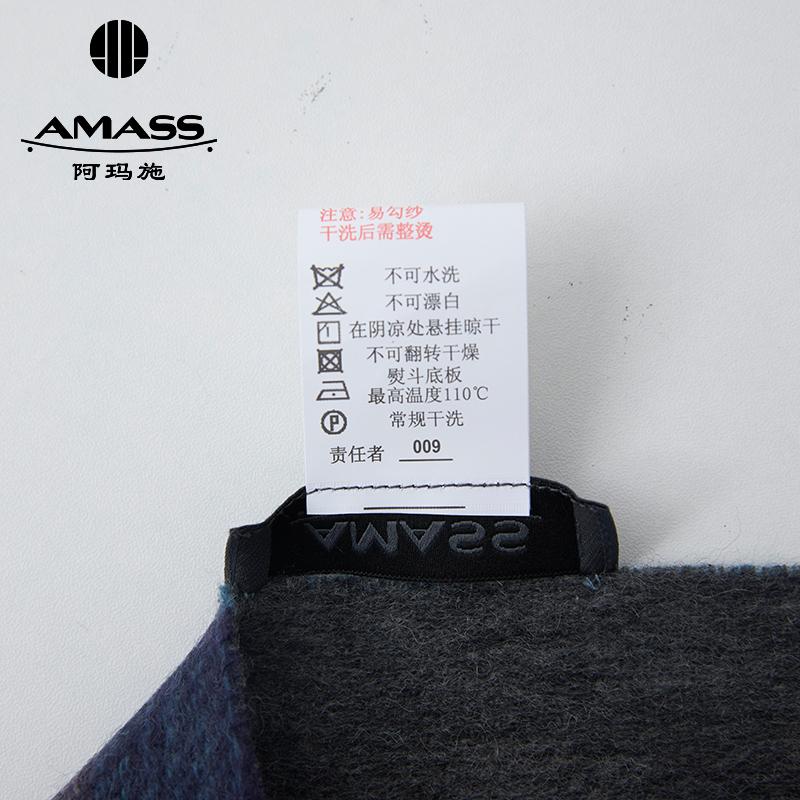 AMASS
阿玛施
注意:易勾纱
干洗后需整烫
不可水洗
不可漂白
在阴凉处悬挂晾干
不可翻转干燥
熨斗底板
最高温度110℃
P
常规干洗
责任者 009
AMASS